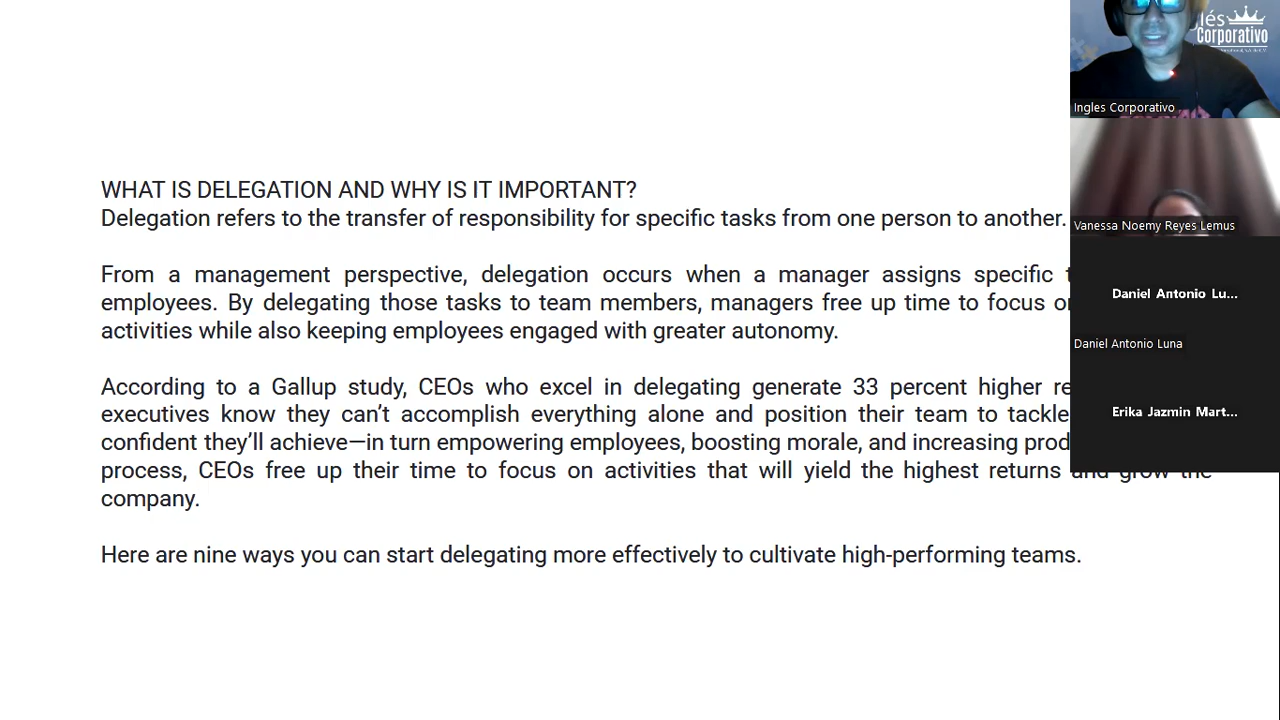 WHAT IS DELEGATION AND WHY IS IT IMPORTANT?
Delegation refers to the transfer of responsibility for specific tasks from one person to another.
From a management perspective, delegation occurs when a manager assigns specific
employees. By delegating those tasks to team members, managers free up time to focus
activities while also keeping employees engaged with greater autonomy.
According to a Gallup study, CEOs who excel in delegating generate 33 percent higher
executives know they can’t accomplish everything alone and position their team to tackle
confident they’ll achieve—in turn empowering employees, boosting morale, and increasing
process, CEOs free up their time to focus on activities that will yield the highest returns and grow the
company.
Here are nine ways you can start delegating more effectively to cultivate high-performing teams.
Corporativo
Ingles Corporativo
Vanessa Noemy Reyes Lemus
Daniel Antonio Lu...
Daniel Antonio Luna
Erika Jazmin Mart...